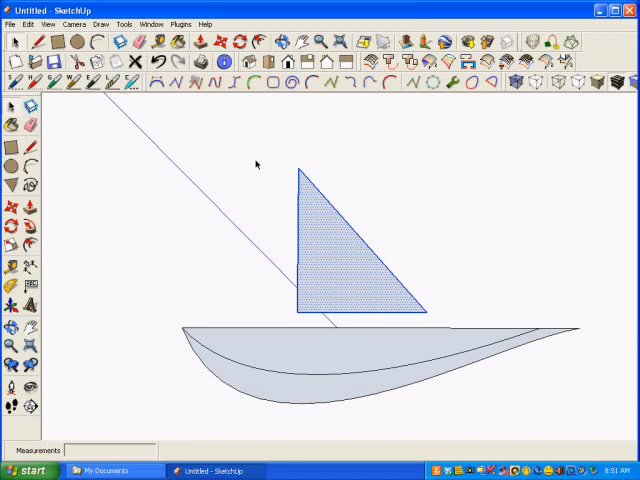 Untitled - SketchUp
File Edit View Camera Draw Tools Window Plugins Help
Measurements
start My Documents Untitled - SketchUp 8:51 AM